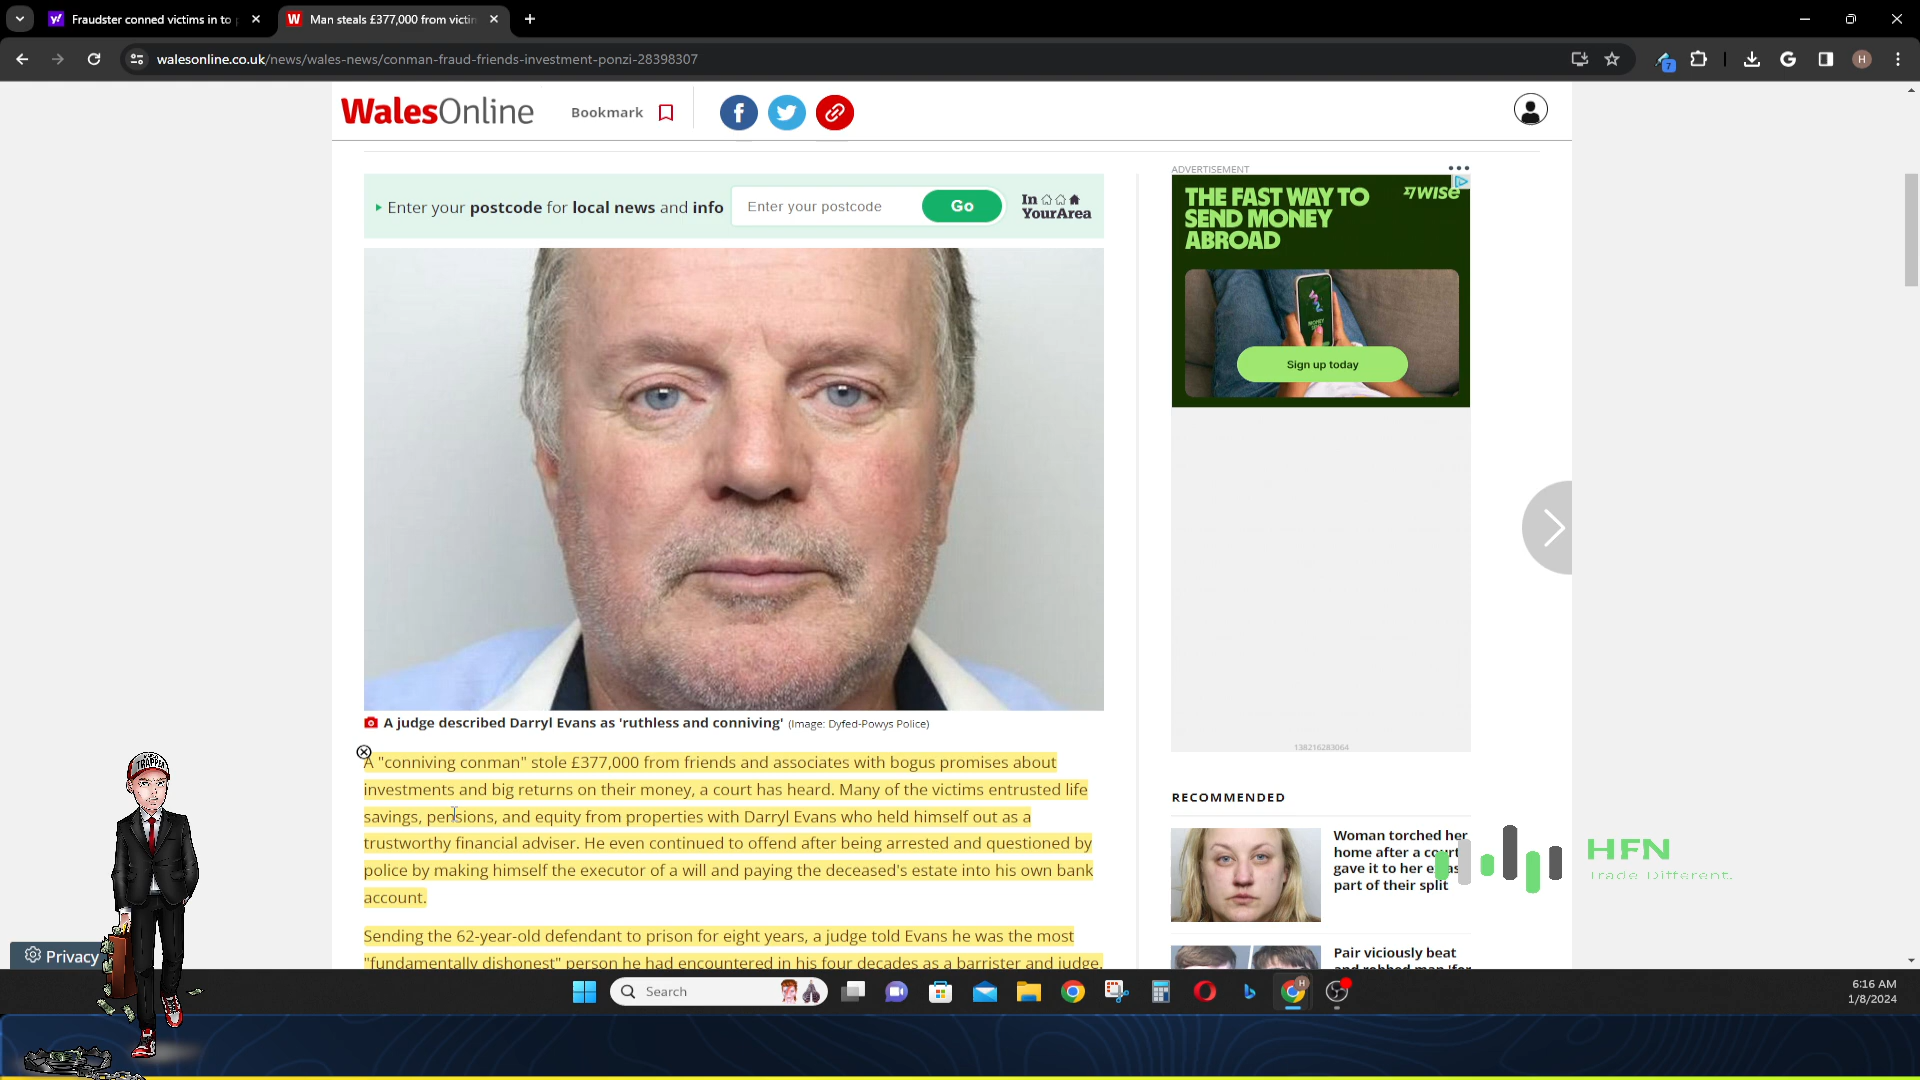 Fraudster conned victims in to p
Man steals £377,000 from victim
walesonline.co.uk/news/wales-news/conman-fraud-friends-investment-ponzi-28398307
7
H
WalesOnline
Bookmark
ADVERTISEMENT
Enter your postcode for local news and info
Enter your postcode
Go
In YourArea
THE FAST WAY TO
SEND MONEY
ABROAD
WISE
Sign up today
A judge described Darryl Evans as 'ruthless and conniving' (Image: Dyfed-Powys Police)
138216283064
A "conniving conman" stole £377,000 from friends and associates with bogus promises about
investments and big returns on their money, a court has heard. Many of the victims entrusted life
savings, pensions, and equity from properties with Darryl Evans who held himself out as a
trustworthy financial adviser. He even continued to offend after being arrested and questioned by
police by making himself the executor of a will and paying the deceased's estate into his own bank
account.
Sending the 62-year-old defendant to prison for eight years, a judge told Evans he was the most
"fundamentally dishonest" person he had encountered in his four decades as a barrister and judge.
RECOMMENDED
Woman torched her
home after a court
gave it to her ex as
part of their split
Pair viciously beat
and robbed man 'for
HFN
Trade Different.
TRAPPER
Privacy
Search
6:16 AM
1/8/2024